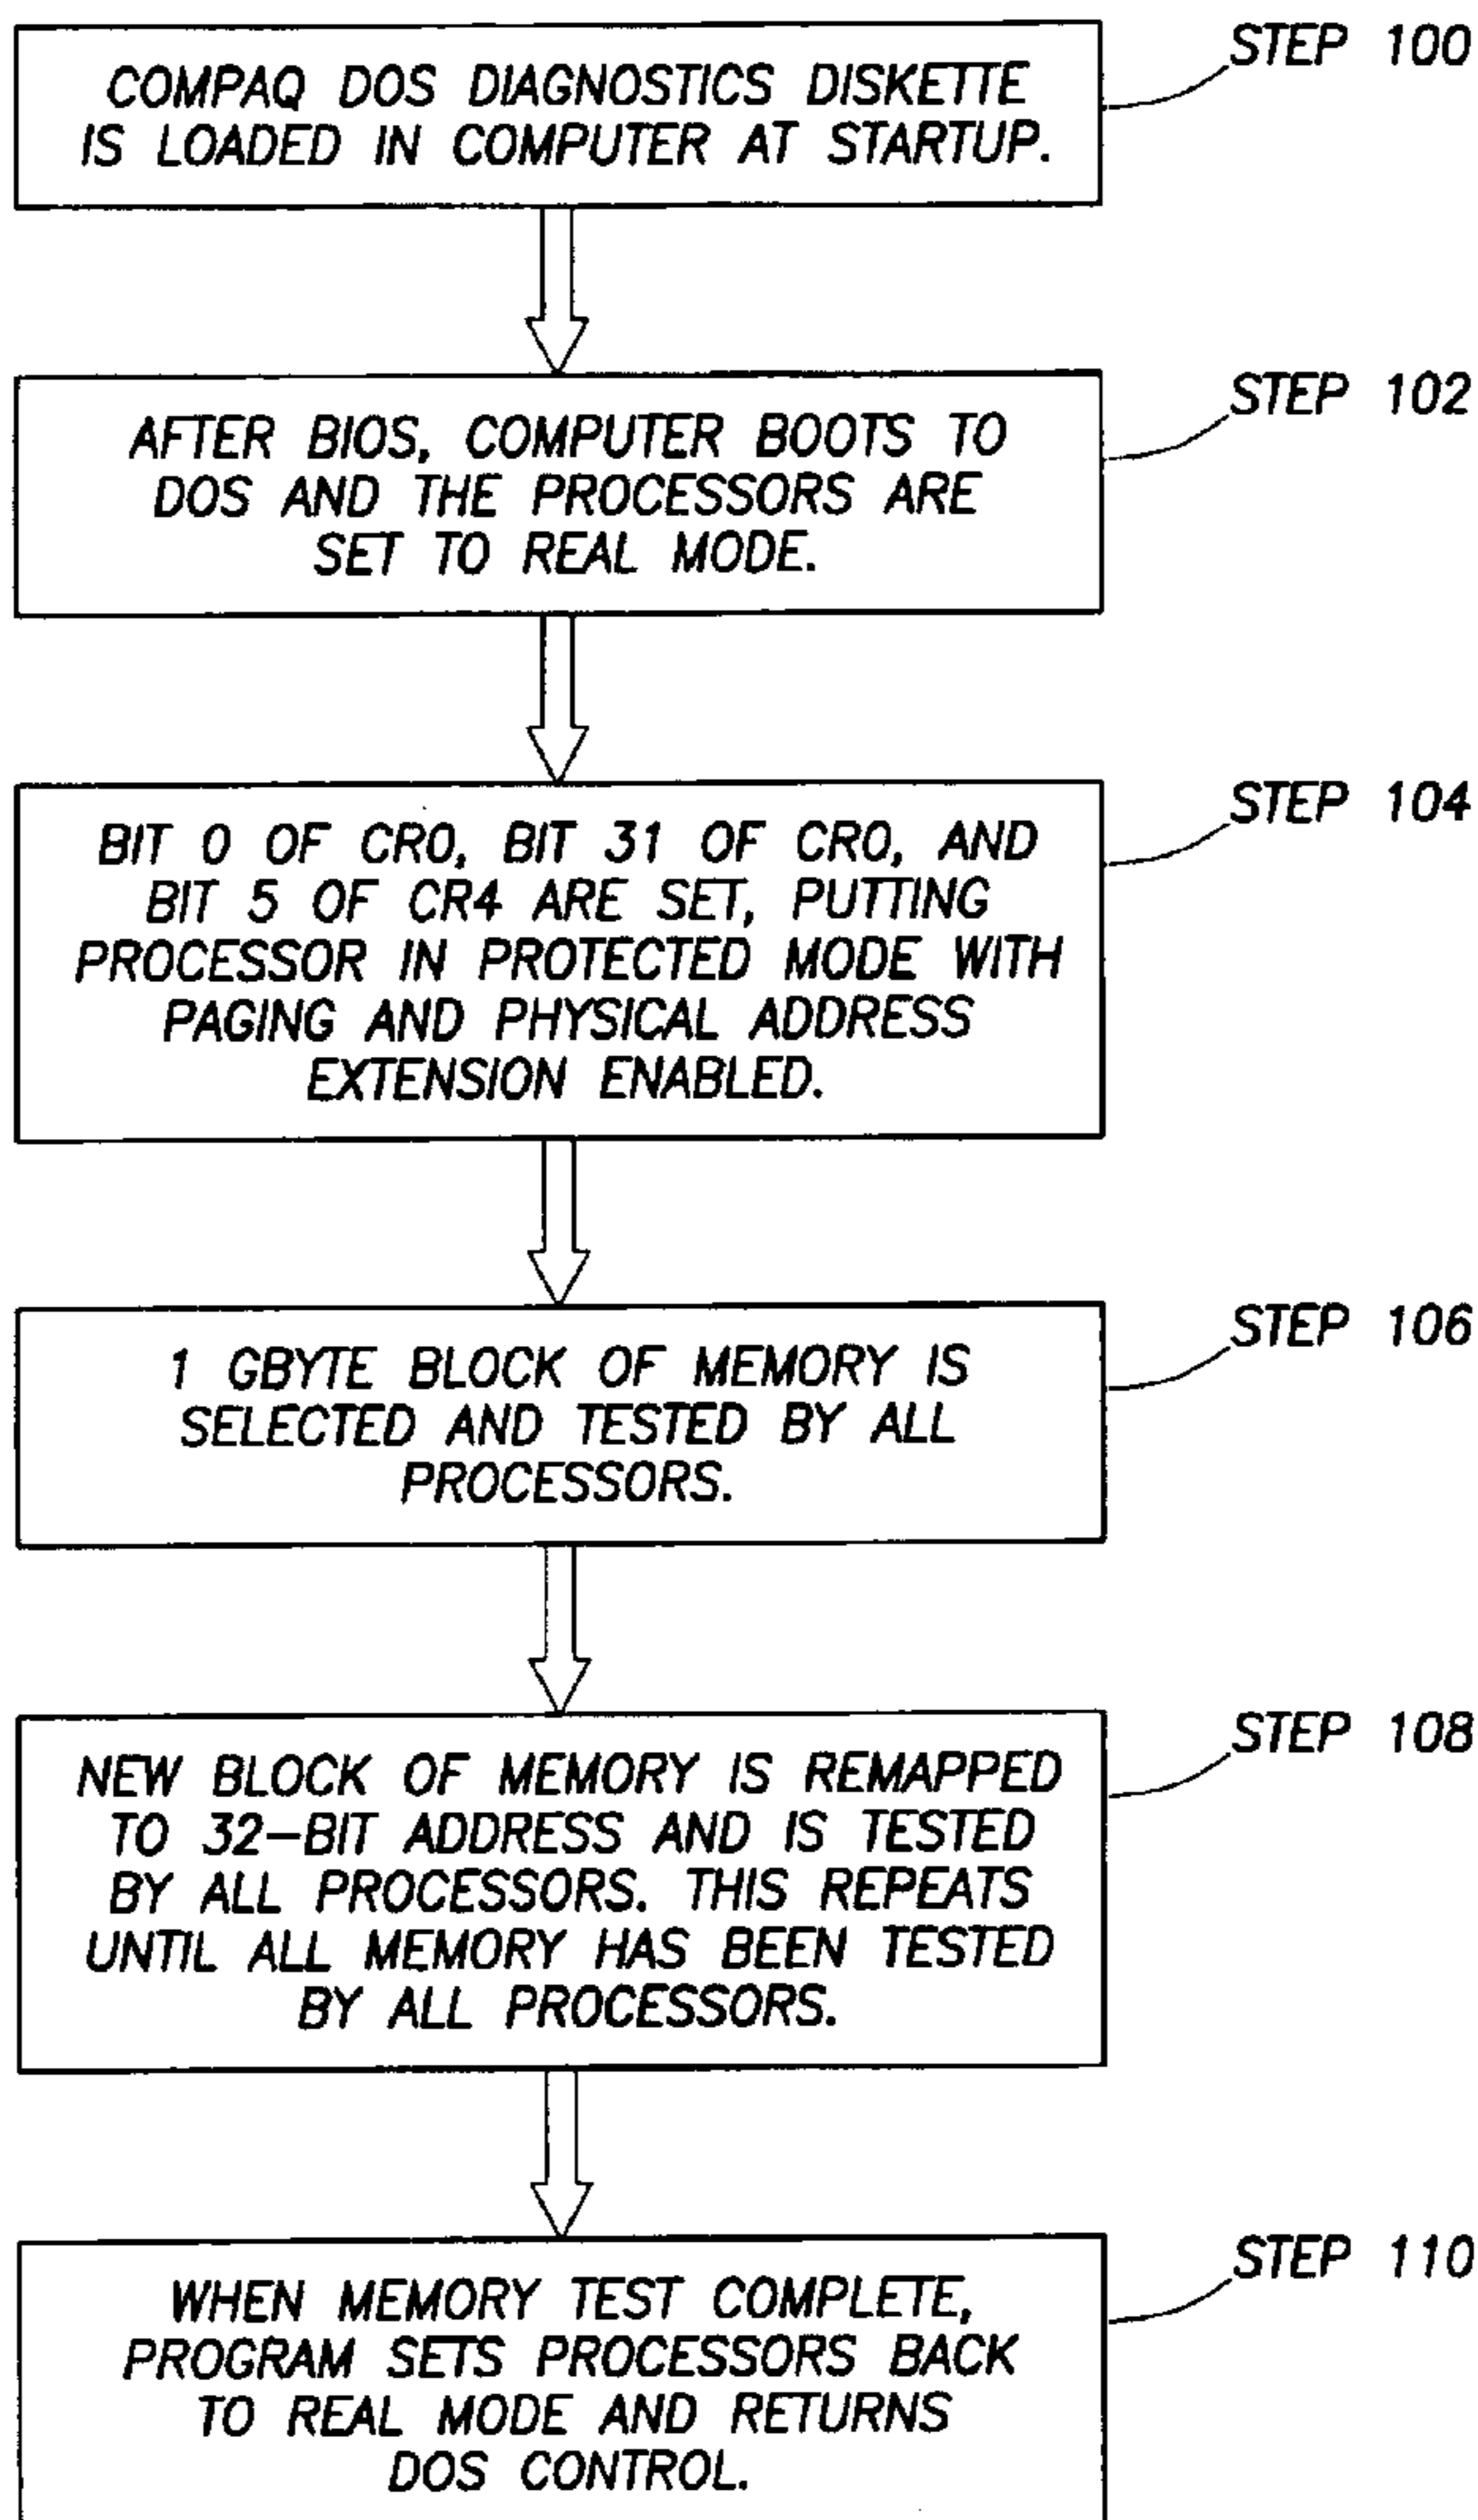 STEP 100
COMPAQ DOS DIAGNOSTICS DISKETTE
IS LOADED IN COMPUTER AT STARTUP.
STEP 102
AFTER BIOS, COMPUTER BOOTS TO
DOS AND THE PROCESSORS ARE
SET TO REAL MODE.
STEP 104
BIT 0 OF CR0, BIT 31 OF CR0, AND
BIT 5 OF CR4 ARE SET, PUTTING
PROCESSOR IN PROTECTED MODE WITH
PAGING AND PHYSICAL ADDRESS
EXTENSION ENABLED.
STEP 106
1 GBYTE BLOCK OF MEMORY IS
SELECTED AND TESTED BY ALL
PROCESSORS.
STEP 108
NEW BLOCK OF MEMORY IS REMAPPED
TO 32-BIT ADDRESS AND IS TESTED
BY ALL PROCESSORS. THIS REPEATS
UNTIL ALL MEMORY HAS BEEN TESTED
BY ALL PROCESSORS.
STEP 110
WHEN MEMORY TEST COMPLETE,
PROGRAM SETS PROCESSORS BACK
TO REAL MODE AND RETURNS
DOS CONTROL.